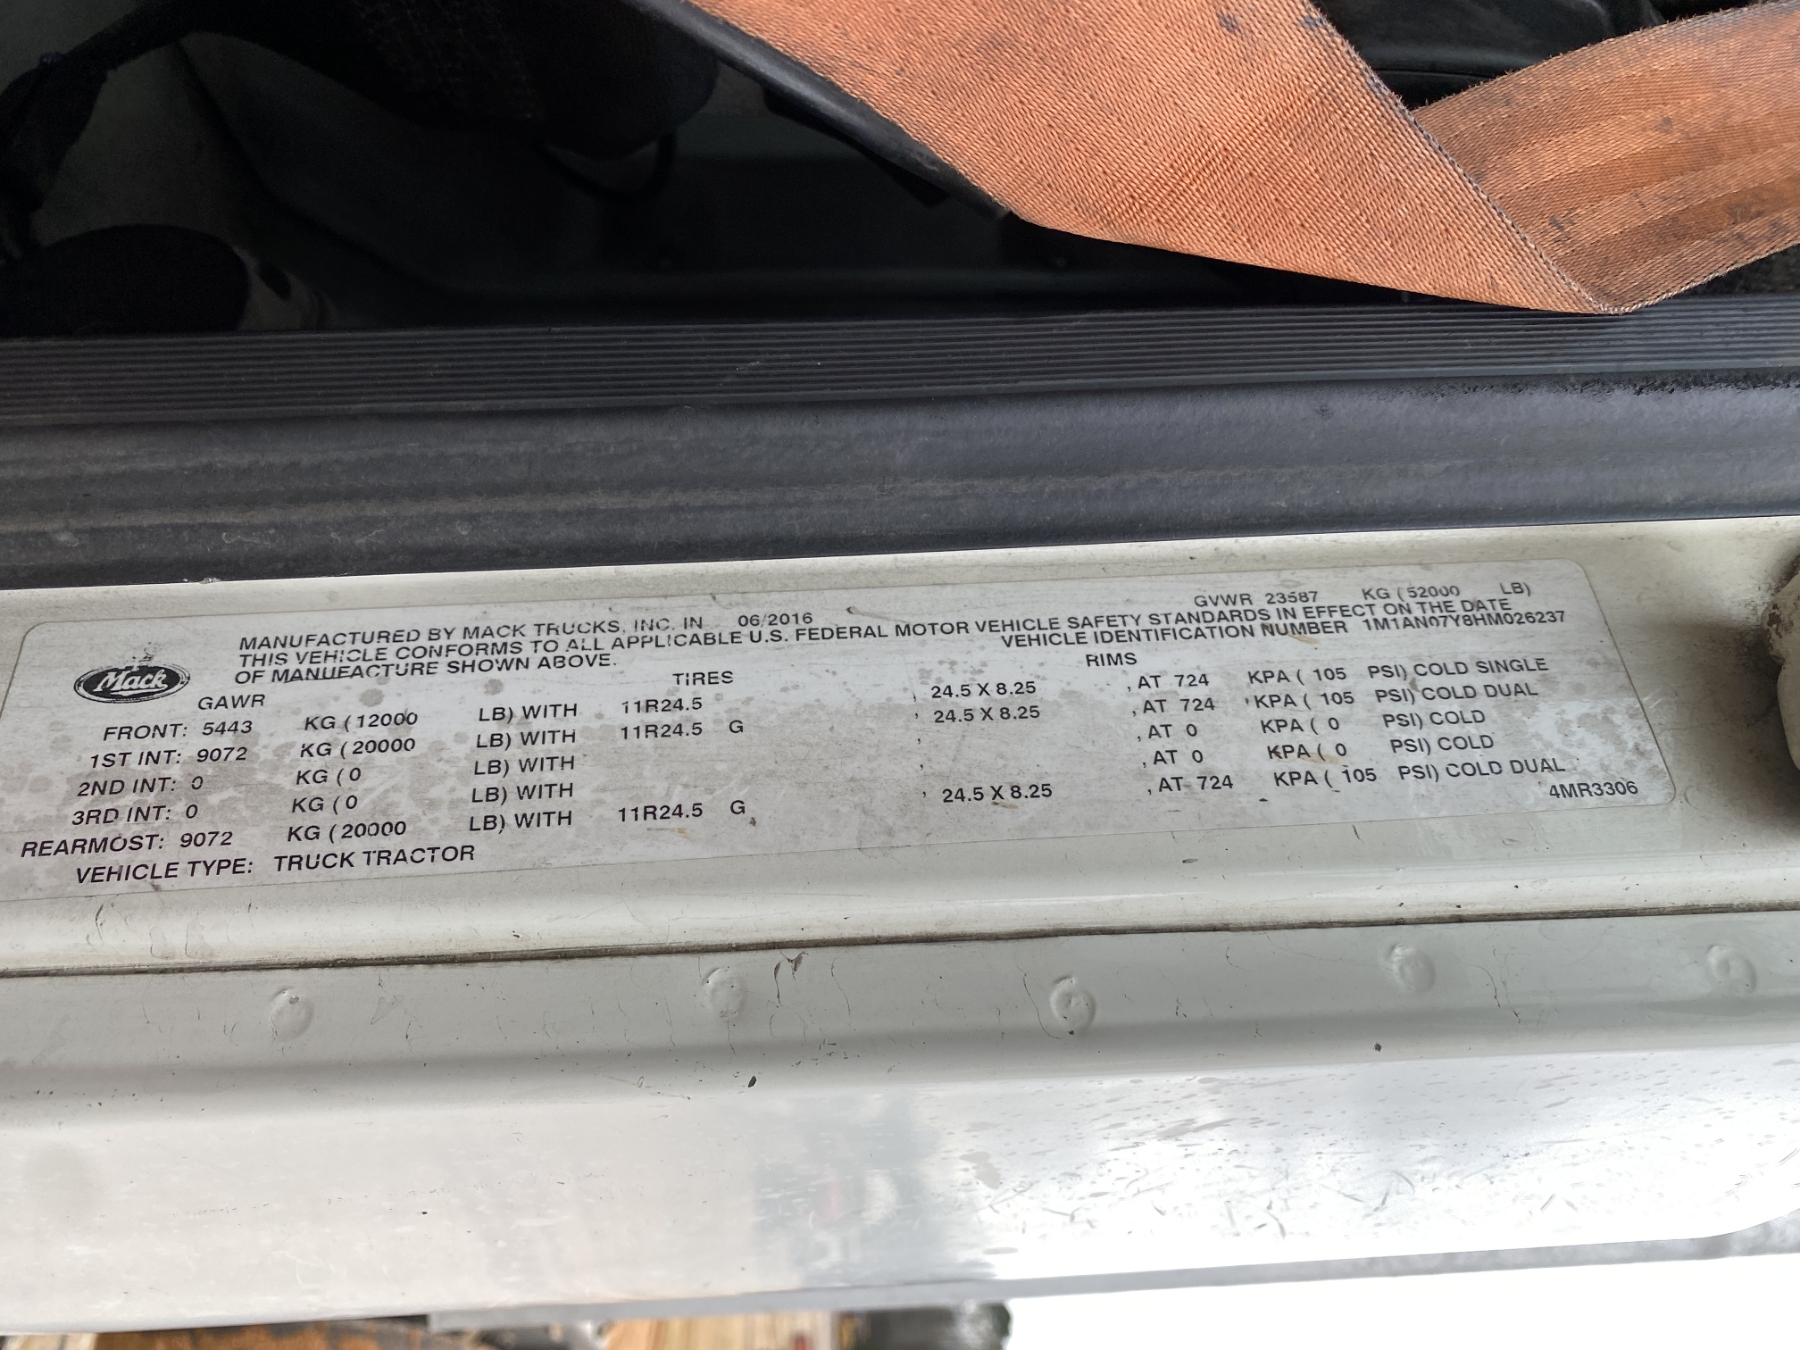 MANUFACTURED BY MACK TRUCKS, INC. IN 06/2016 GVWR 23587 KG ( 52000 LB)
THIS VEHICLE CONFORMS TO ALL APPLICABLE U.S. FEDERAL MOTOR VEHICLE SAFETY STANDARDS IN EFFECT ON THE DATE
OF MANUFACTURE SHOWN ABOVE. VEHICLE IDENTIFICATION NUMBER 1M1AN07Y8HM026237
Mack
GAWR TIRES RIMS
FRONT: 5443 KG ( 12000 LB) WITH 11R24.5 , 24.5 X 8.25 , AT 724 KPA ( 105 PSI) COLD SINGLE
1ST INT: 9072 KG ( 20000 LB) WITH 11R24.5 G , 24.5 X 8.25 , AT 724 KPA ( 105 PSI) COLD DUAL
2ND INT: 0 KG ( 0 LB) WITH , , AT 0 KPA ( 0 PSI) COLD
3RD INT: 0 KG ( 0 LB) WITH , , AT 0 KPA ( 0 PSI) COLD
REARMOST: 9072 KG ( 20000 LB) WITH 11R24.5 G , 24.5 X 8.25 , AT 724 KPA ( 105 PSI) COLD DUAL
VEHICLE TYPE: TRUCK TRACTOR 4MR3306